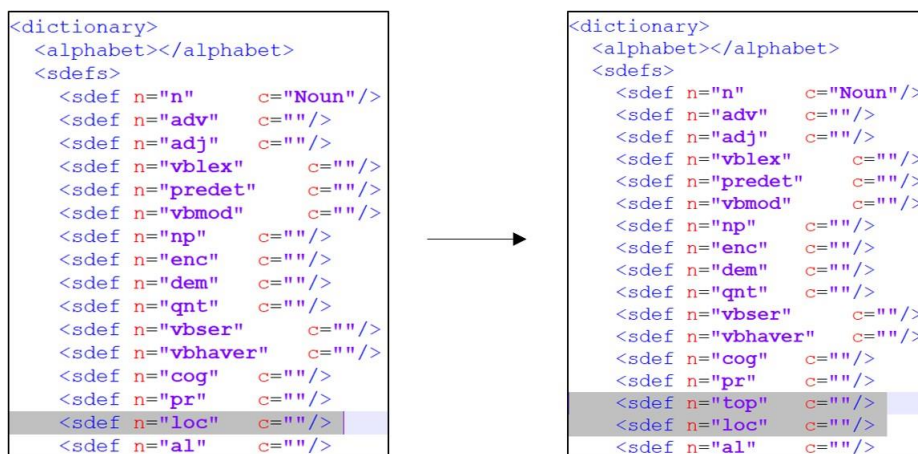 <dictionary>
<alphabet></alphabet>
<sdefs>
<sdef n="n" c="Noun"/>
<sdef n="adv" c=""/>
<sdef n="adj" c=""/>
<sdef n="vblex" c=""/>
<sdef n="predet" c=""/>
<sdef n="vbmod" c=""/>
<sdef n="np" c=""/>
<sdef n="enc" c=""/>
<sdef n="dem" c=""/>
<sdef n="qnt" c=""/>
<sdef n="vbser" c=""/>
<sdef n="vbhaver" c=""/>
<sdef n="cog" c=""/>
<sdef n="pr" c=""/>
<sdef n="loc" c=""/>
<sdef n="al" c=""/>
<dictionary>
<alphabet></alphabet>
<sdefs>
<sdef n="n" c="Noun"/>
<sdef n="adv" c=""/>
<sdef n="adj" c=""/>
<sdef n="vblex" c=""/>
<sdef n="predet" c=""/>
<sdef n="vbmod" c=""/>
<sdef n="np" c=""/>
<sdef n="enc" c=""/>
<sdef n="dem" c=""/>
<sdef n="qnt" c=""/>
<sdef n="vbser" c=""/>
<sdef n="vbhaver" c=""/>
<sdef n="cog" c=""/>
<sdef n="pr" c=""/>
<sdef n="top" c=""/>
<sdef n="loc" c=""/>
<sdef n="al" c=""/>